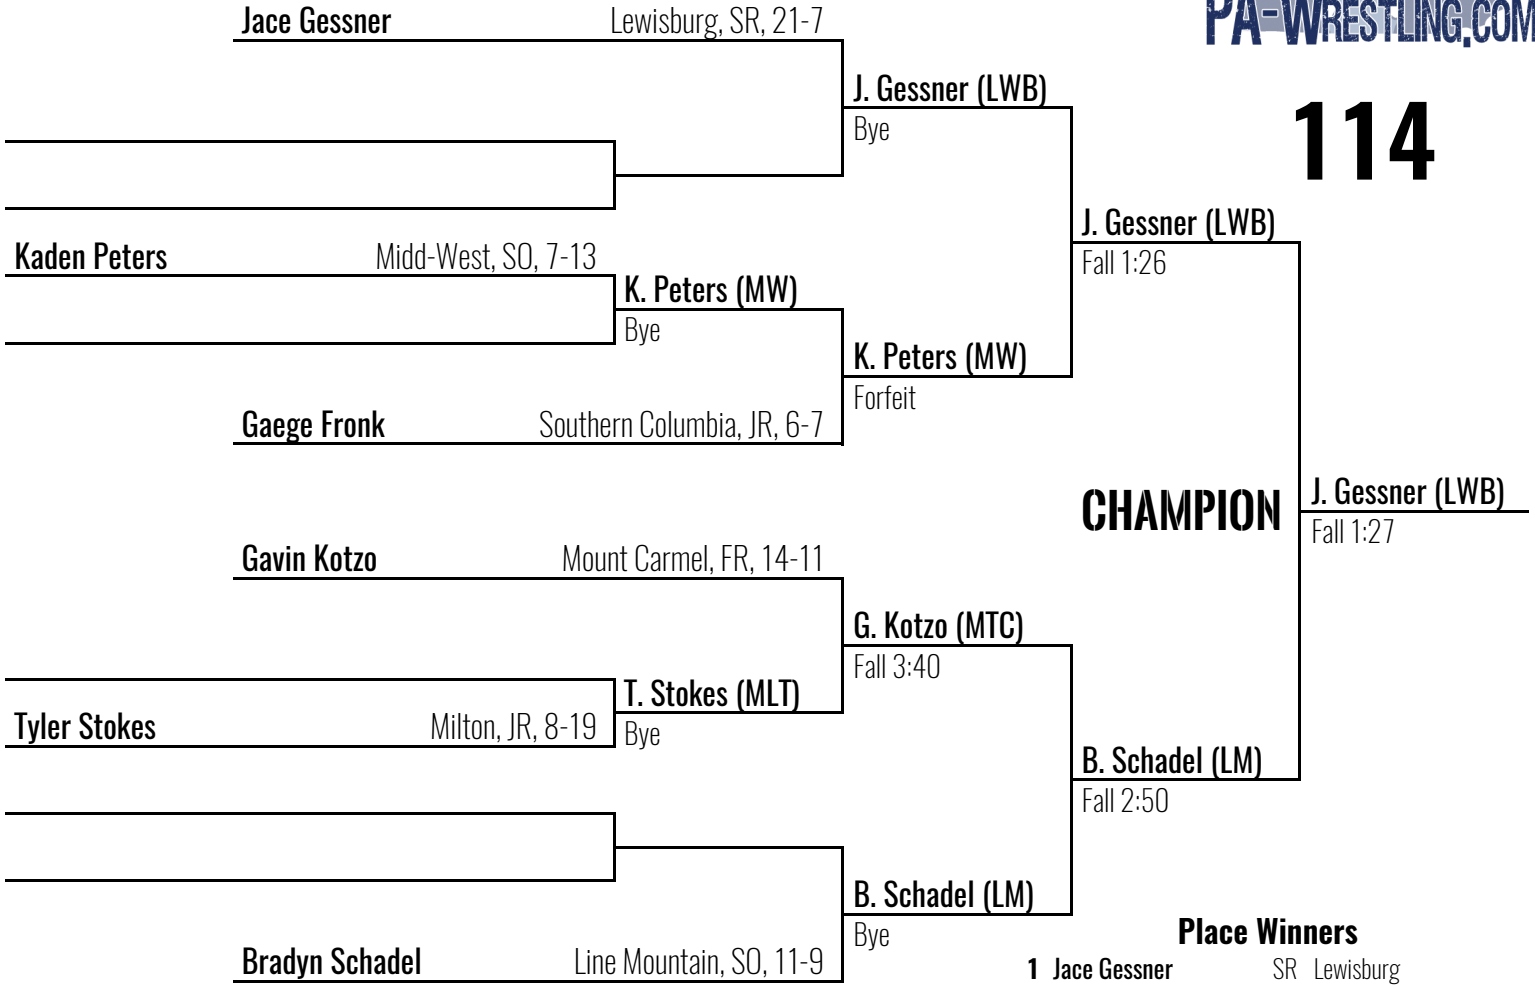 PA-WRESTLING.COM
Jace Gessner Lewisburg, SR, 21-7
J. Gessner (LWB)
Bye
114
J. Gessner (LWB)
Fall 1:26
Kaden Peters Midd-West, SO, 7-13
K. Peters (MW)
Bye
K. Peters (MW)
Forfeit
Gaege Fronk Southern Columbia, JR, 6-7
CHAMPION
J. Gessner (LWB)
Fall 1:27
Gavin Kotzo Mount Carmel, FR, 14-11
G. Kotzo (MTC)
Fall 3:40
T. Stokes (MLT)
Tyler Stokes Milton, JR, 8-19
Bye
B. Schadel (LM)
Fall 2:50
B. Schadel (LM)
Bye
Bradyn Schadel Line Mountain, SO, 11-9
Place Winners
1 Jace Gessner SR Lewisburg